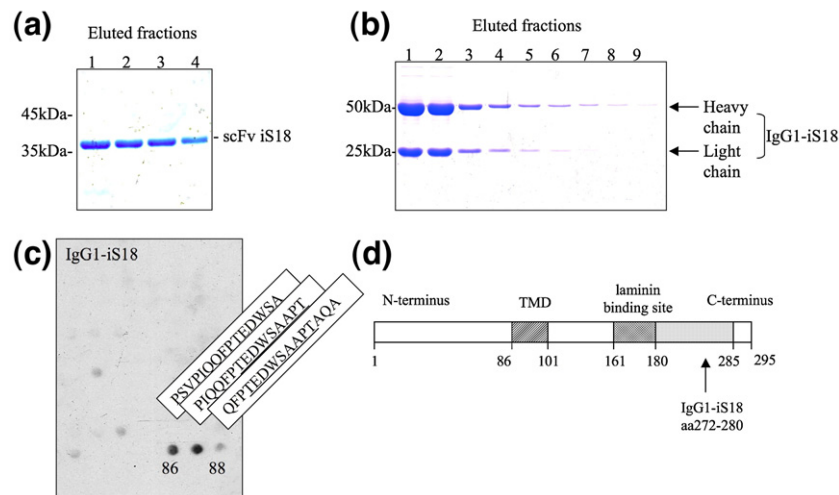 (a)
Eluted fractions
1 2 3 4
45kDa-
35kDa-
- scFv iS18
(b)
Eluted fractions
1 2 3 4 5 6 7 8 9
50kDa-
25kDa-
Heavy
chain
Light
chain
IgG1-iS18
(c)
IgG1-iS18
PSVPIQQFPTEDWSA
PIQQFPTEDWSAAPT
QFPTEDWSAAPTAQA
86
88
(d)
N-terminus
TMD
laminin
binding site
C-terminus
1 86 101 161 180 285 295
IgG1-iS18
aa272-280